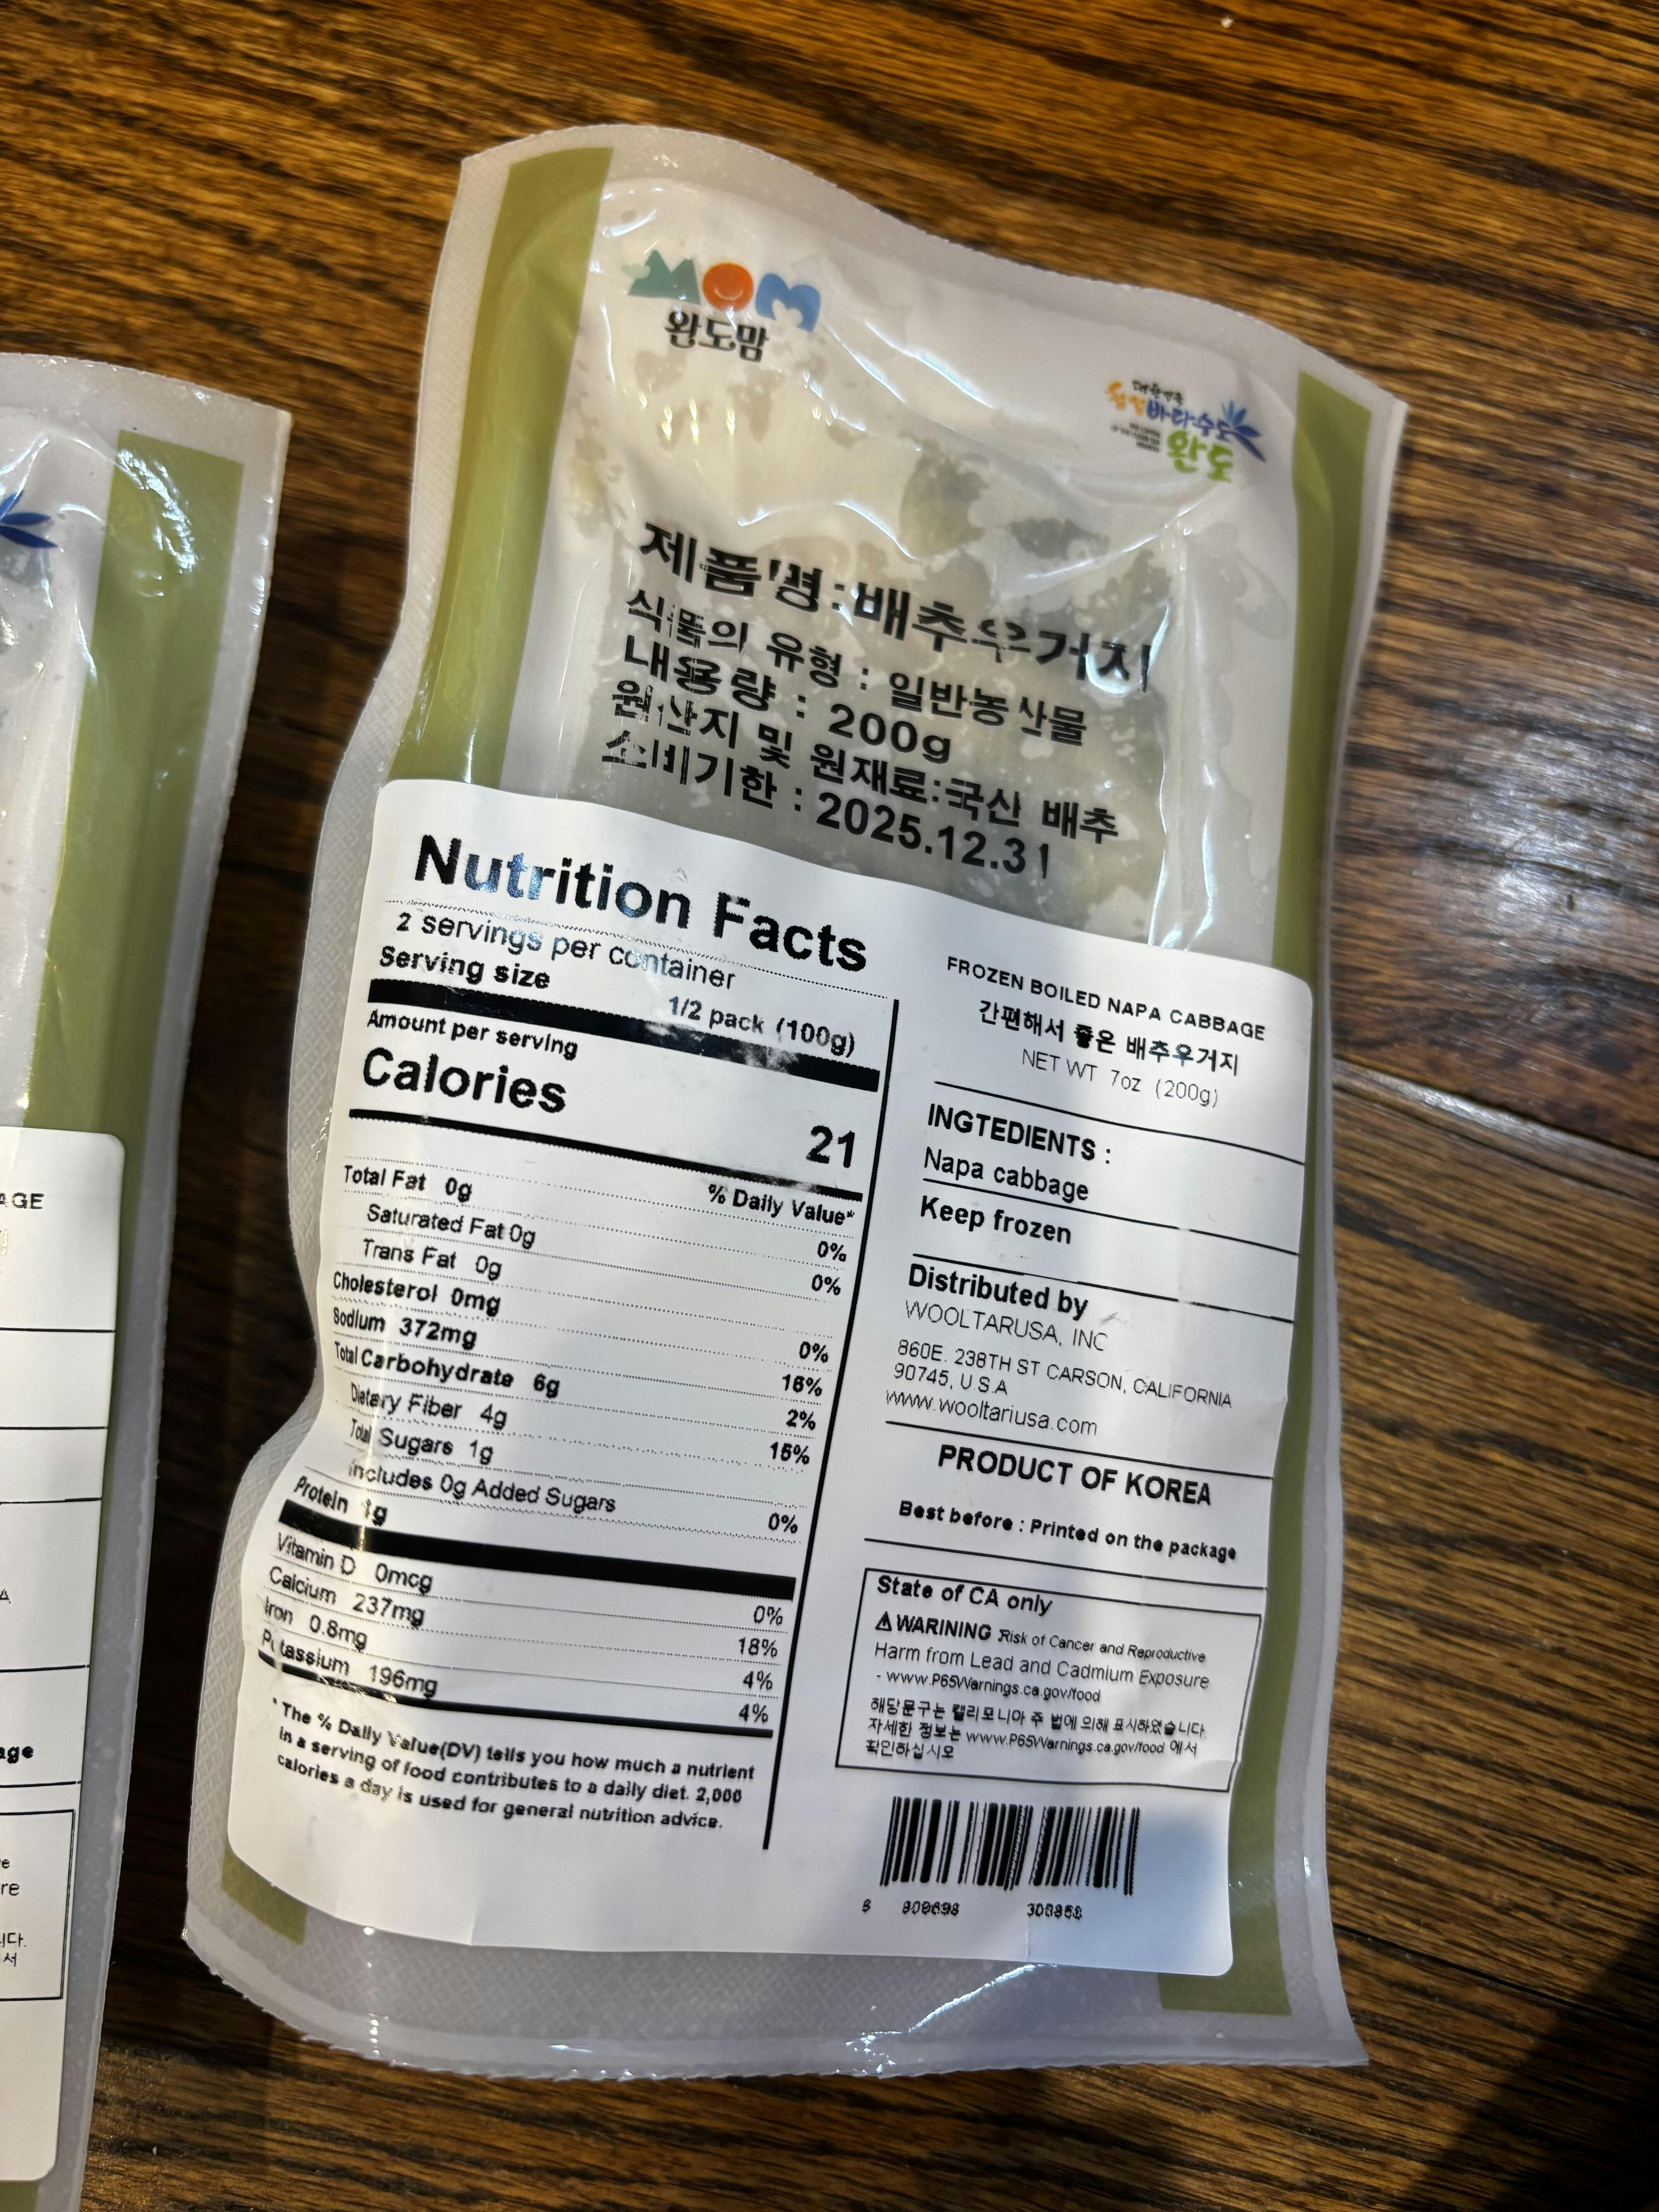 MOM
완도맘
대한민국
청정바다수도
완도
제품명:배추우거지
식품의 유형 : 일반농산물
내용량 : 200g
원산지 및 원재료:국산 배추
소비기한 : 2025.12.31
Nutrition Facts
2 servings per container
Serving size 1/2 pack (100g)
Amount per serving
Calories 21
% Daily Value*
Total Fat 0g 0%
Saturated Fat 0g 0%
Trans Fat 0g
Cholesterol 0mg 0%
Sodium 372mg 16%
Total Carbohydrate 6g 2%
Dietary Fiber 4g 15%
Total Sugars 1g
includes 0g Added Sugars 0%
Protein 1g
Vitamin D 0mcg 0%
Calcium 237mg 18%
Iron 0.8mg 4%
Potassium 196mg 4%
* The % Daily Value(DV) tells you how much a nutrient
in a serving of food contributes to a daily diet. 2,000
calories a day is used for general nutrition advice.
FROZEN BOILED NAPA CABBAGE
간편해서 좋은 배추우거지
NET WT 7oz (200g)
INGTEDIENTS :
Napa cabbage
Keep frozen
Distributed by
WOOLTARUSA, INC
860E. 238TH ST CARSON, CALIFORNIA
90745, U.S.A
www.wooltariusa.com
PRODUCT OF KOREA
Best before : Printed on the package
State of CA only
⚠ WARINING Risk of Cancer and Reproductive
Harm from Lead and Cadmium Exposure
- www.P65Warnings.ca.gov/food
해당문구는 캘리포니아 주 법에 의해 표시하였습니다.
자세한 정보는 www.P65Warnings.ca.gov/food 에서
확인하십시오